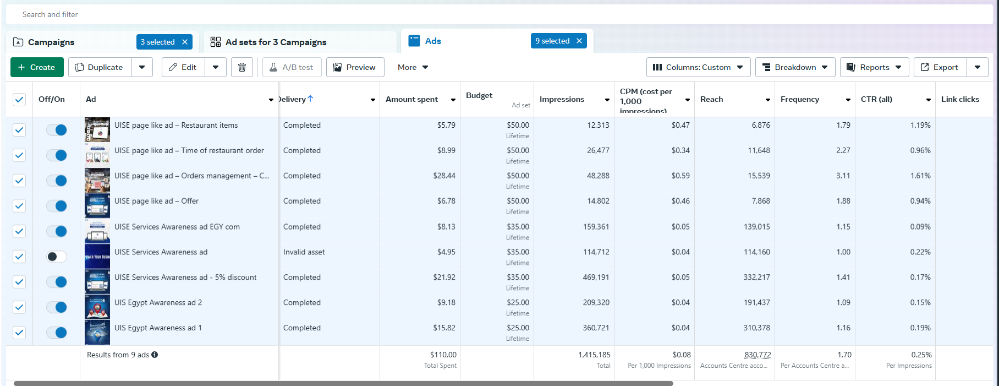 Search and filter
Campaigns 3 selected ×
Ad sets for 3 Campaigns
Ads 9 selected ×
+ Create Duplicate Edit A/B test Preview More Columns: Custom Breakdown Reports Export
Off/On Ad Delivery↑ Amount spent Budget Ad set Impressions CPM (cost per 1,000 impressions) Reach Frequency CTR (all) Link clicks
UISE page like ad – Restaurant items Completed $5.79 $50.00 12,313 $0.47 6,876 1.79 1.19%
Lifetime
UISE page like ad – Time of restaurant order Completed $8.99 $50.00 26,477 $0.34 11,648 2.27 0.96%
Lifetime
UISE page like ad – Orders management – C... Completed $28.44 $50.00 48,288 $0.59 15,539 3.11 1.61%
Lifetime
UISE page like ad – Offer Completed $6.78 $50.00 14,802 $0.46 7,868 1.88 0.94%
Lifetime
UISE Services Awareness ad EGY com Completed $8.13 $35.00 159,361 $0.05 139,015 1.15 0.09%
Lifetime
POWER YOUR BUSIN
UISE Services Awareness ad Invalid asset $4.95 $35.00 114,712 $0.04 114,160 1.00 0.22%
Lifetime
UISE Services Awareness ad - 5% discount Completed $21.92 $35.00 469,191 $0.05 332,217 1.41 0.17%
Lifetime
UIS Egypt Awareness ad 2 Completed $9.18 $25.00 209,320 $0.04 191,437 1.09 0.15%
Lifetime
UIS Egypt Awareness ad 1 Completed $15.82 $25.00 360,721 $0.04 310,378 1.16 0.19%
Lifetime
Results from 9 ads $110.00 1,415,185 $0.08 830,772 1.70 0.25%
Total Spent Total Per 1,000 Impressions Accounts Centre acco... Per Accounts Centre a... Per Impressions